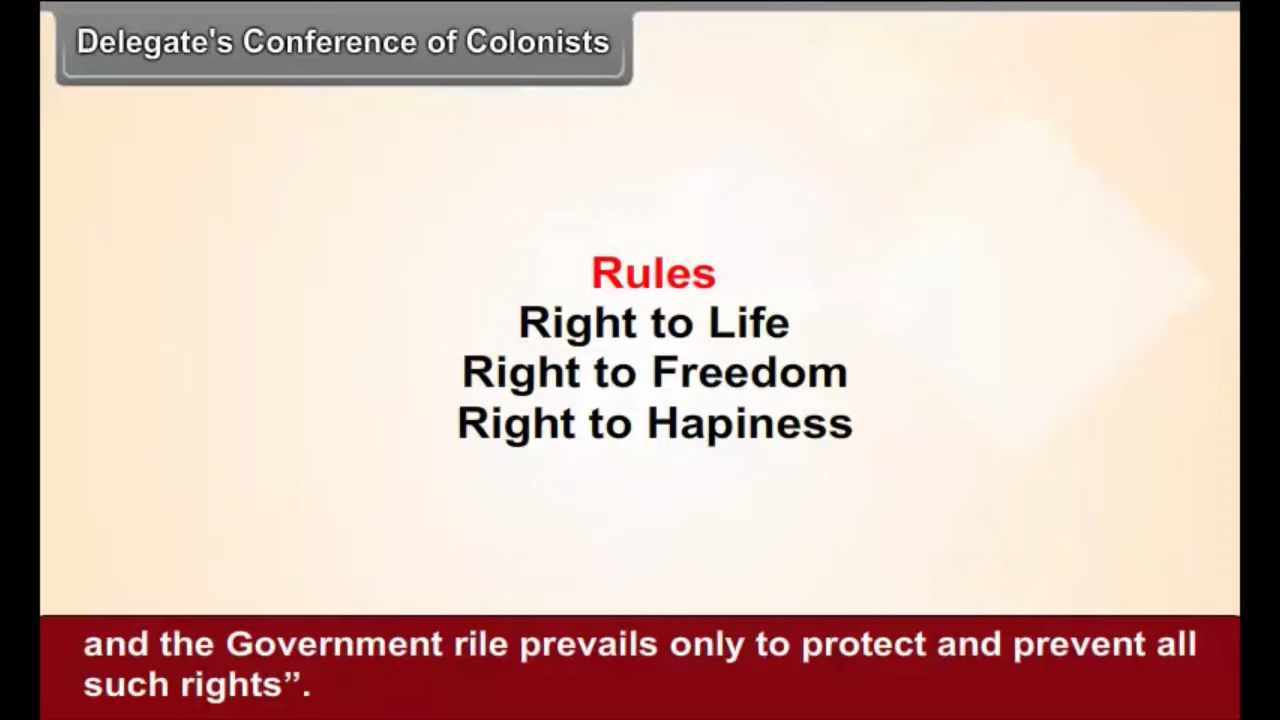 Delegate's Conference of Colonists
Rules
Right to Life
Right to Freedom
Right to Hapiness
and the Government rile prevails only to protect and prevent all
such rights”.